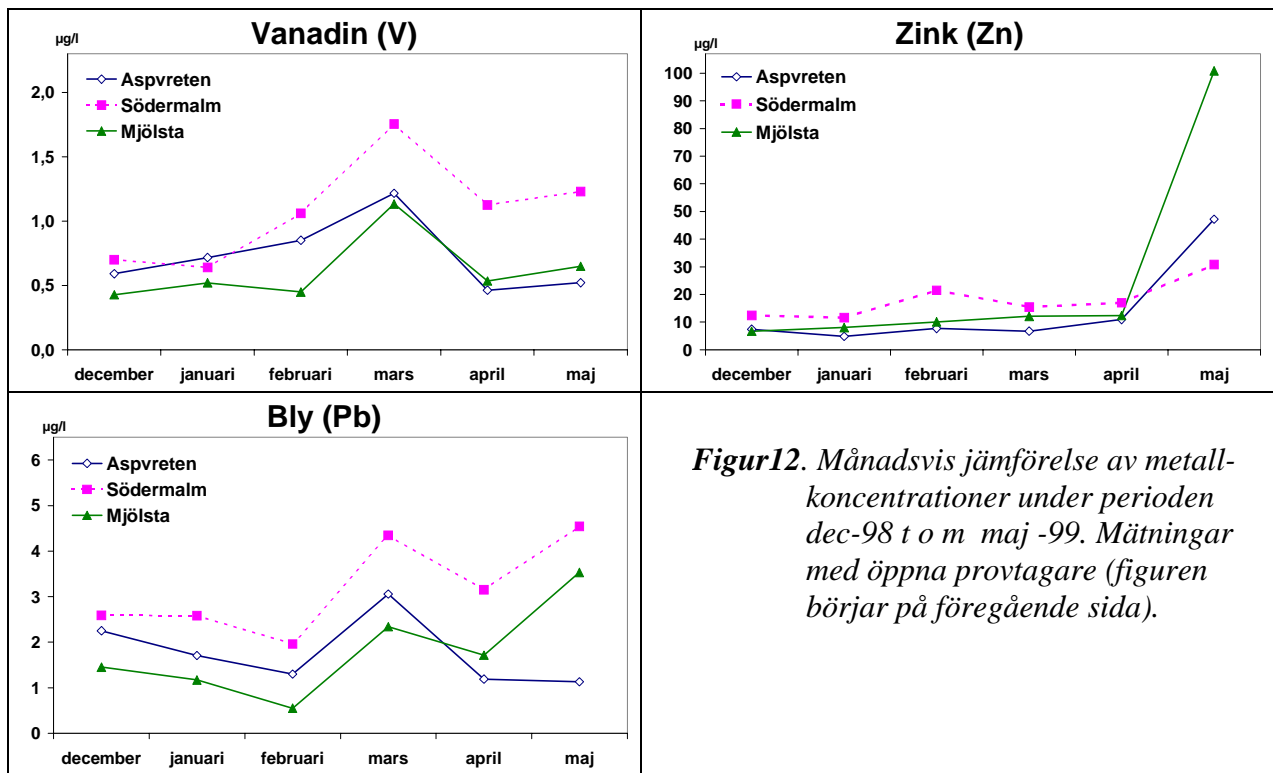 Vanadin (V)
µg/l
2,0
1,5
1,0
0,5
0,0
Aspvreten
Södermalm
Mjölsta
december januari februari mars april maj
Zink (Zn)
µg/l
100
90
80
70
60
50
40
30
20
10
0
Aspvreten
Södermalm
Mjölsta
december januari februari mars april maj
Bly (Pb)
µg/l
6
5
4
3
2
1
0
Aspvreten
Södermalm
Mjölsta
december januari februari mars april maj
Figur12. Månadsvis jämförelse av metall-
koncentrationer under perioden
dec-98 t o m maj -99. Mätningar
med öppna provtagare (figuren
börjar på föregående sida).